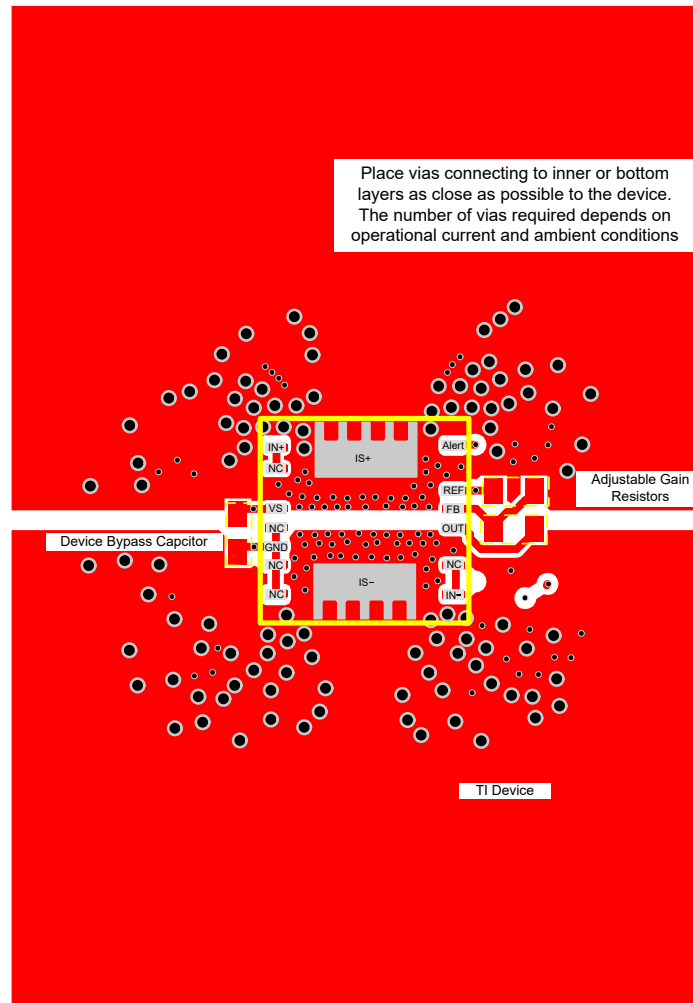 Place vias connecting to inner or bottom
layers as close as possible to the device.
The number of vias required depends on
operational current and ambient conditions
IN+
NC
IS+
Alert
VS
NC
GND
NC
NC
REF
FB
OUT
NC
IN−
IS−
Adjustable Gain
Resistors
Device Bypass Capcitor
TI Device